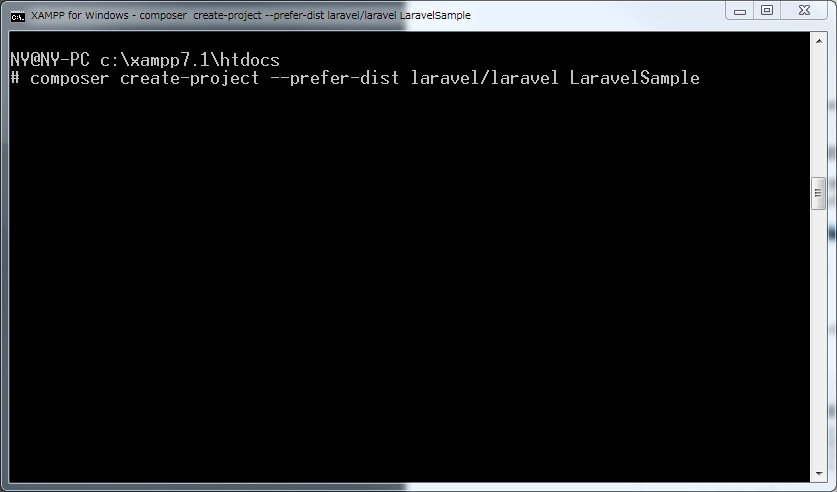 XAMPP for Windows - composer  create-project --prefer-dist laravel/laravel LaravelSample
NY@NY-PC c:\xampp7.1\htdocs
# composer create-project --prefer-dist laravel/laravel LaravelSample